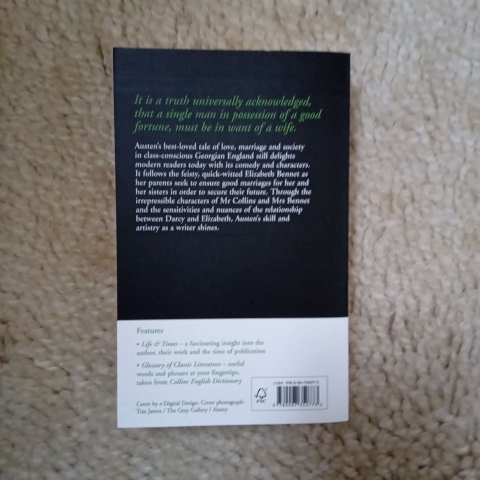 It is a truth universally acknowledged,
that a single man in possession of a good
fortune, must be in want of a wife.
Austen's best-loved tale of love, marriage and society
in class-conscious Georgian England still delights
modern readers today with its comedy and characters.
It follows the feisty, quick-witted Elizabeth Bennet as
her parents seek to ensure good marriages for her and
her sisters in order to secure their future. Through the
irrepressible characters of Mr Collins and Mrs Bennet
and the sensitivities and nuances of the relationship
between Darcy and Elizabeth, Austen's skill and
artistry as a writer shines.
Features
• Life & Times – a fascinating insight into the
author, their work and the time of publication
• Glossary of Classic Literature – useful
words and phrases at your fingertips,
taken from Collins English Dictionary
Cover by e-Digital Design. Cover photograph:
/ The Gray Gallery / Alamy
FSC
ISBN